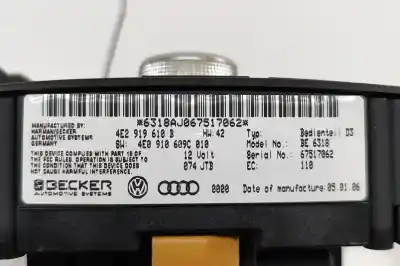 *6318AJ067517062*
MANUFACTURED BY:
HARMAN/BECKER
AUTOMOTIVE SYSTEMS
GERMANY
4E2 919 610 B HW:42 Typ: Bedienteil D3
SW: 4E0 910 609C 010 Model: BE 6318
THIS DEVICE COMPLIES WITH PART 15 OF
THE FCC RULES. OPERATION IS SUBJECT
TO THE CONDITION THAT THIS DEVICE
DOES NOT CAUSE HARMFUL INTERFERENCE.
12 Volt Serial No: 67517062
074 JTB EC: 110
BECKER
AUTOMOTIVE SYSTEMS
0000 Date of manufacture:05.01.06